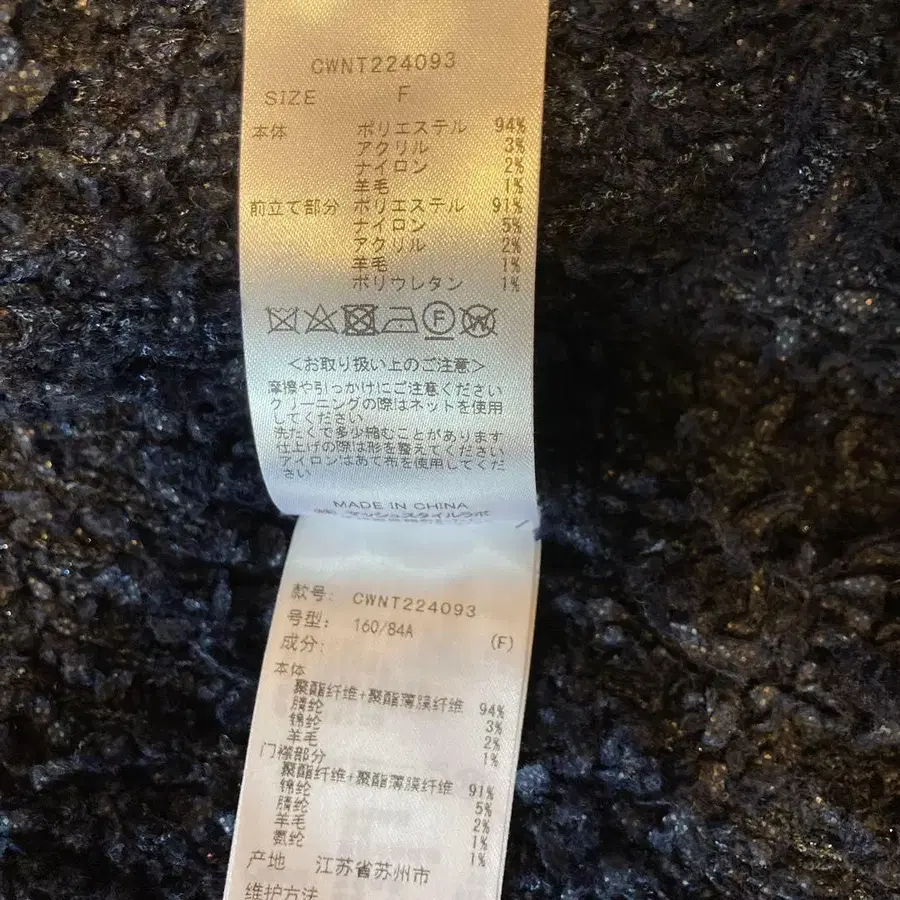 CWNT224093
SIZE F
本体 ポリエステル 94%
アクリル 3%
ナイロン 2%
羊毛 1%
前立て部分 ポリエステル 91%
ナイロン 5%
アクリル 2%
羊毛 1%
ポリウレタン 1%
F W
<お取り扱い上のご注意>
摩擦や引っかけにご注意ください
クリーニングの際はネットを使用
してください
洗たくで多少縮むことがあります
仕上げの際は形を整えてください
アイロンはあて布を使用してくだ
さい
MADE IN CHINA
款号: CWNT224093
号型: 160/84A (F)
成分:
本体
聚酯纤维+聚酯薄膜纤维 94%
腈纶 3%
锦纶 2%
羊毛 1%
门襟部分
聚酯纤维+聚酯薄膜纤维 91%
锦纶 5%
腈纶 2%
羊毛 1%
氨纶 1%
产地 江苏省苏州市
维护方法